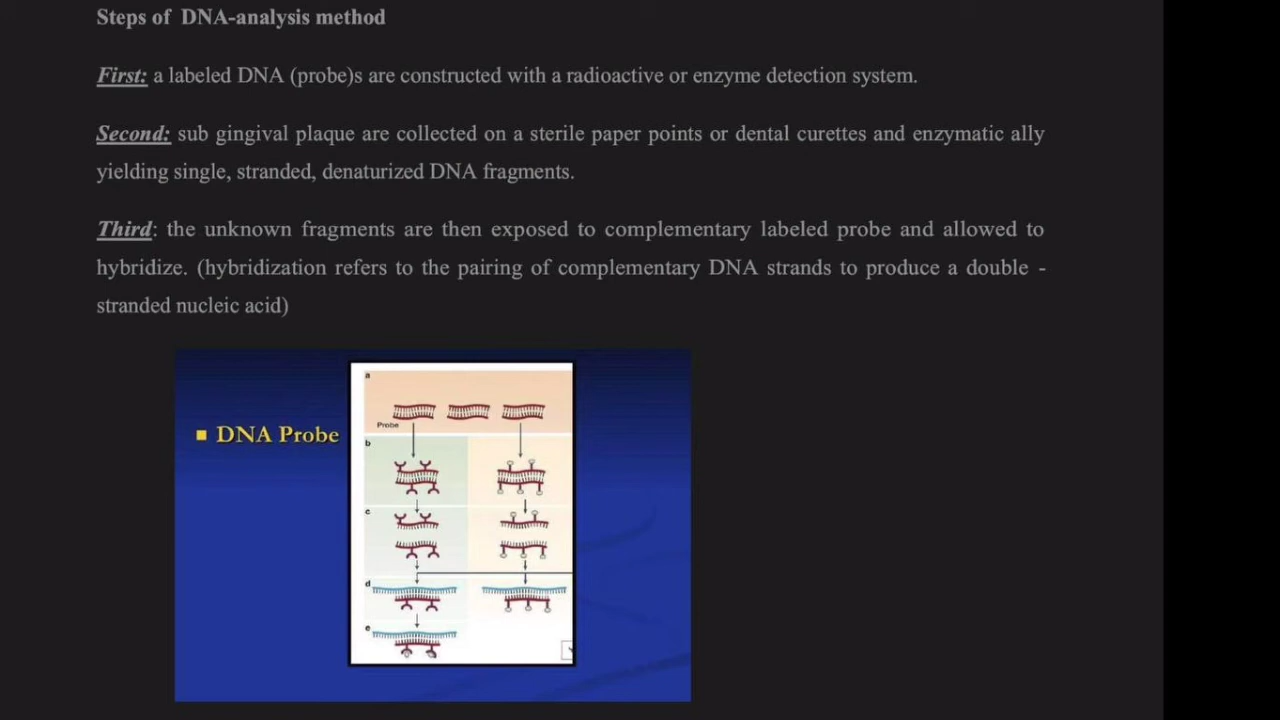 Steps of DNA-analysis method
First: a labeled DNA (probe)s are constructed with a radioactive or enzyme detection system.
Second: sub gingival plaque are collected on a sterile paper points or dental curettes and enzymatic ally
yielding single, stranded, denaturized DNA fragments.
Third: the unknown fragments are then exposed to complementary labeled probe and allowed to
hybridize. (hybridization refers to the pairing of complementary DNA strands to produce a double -
stranded nucleic acid)
▪ DNA Probe
a
Probe
b
c
d
e